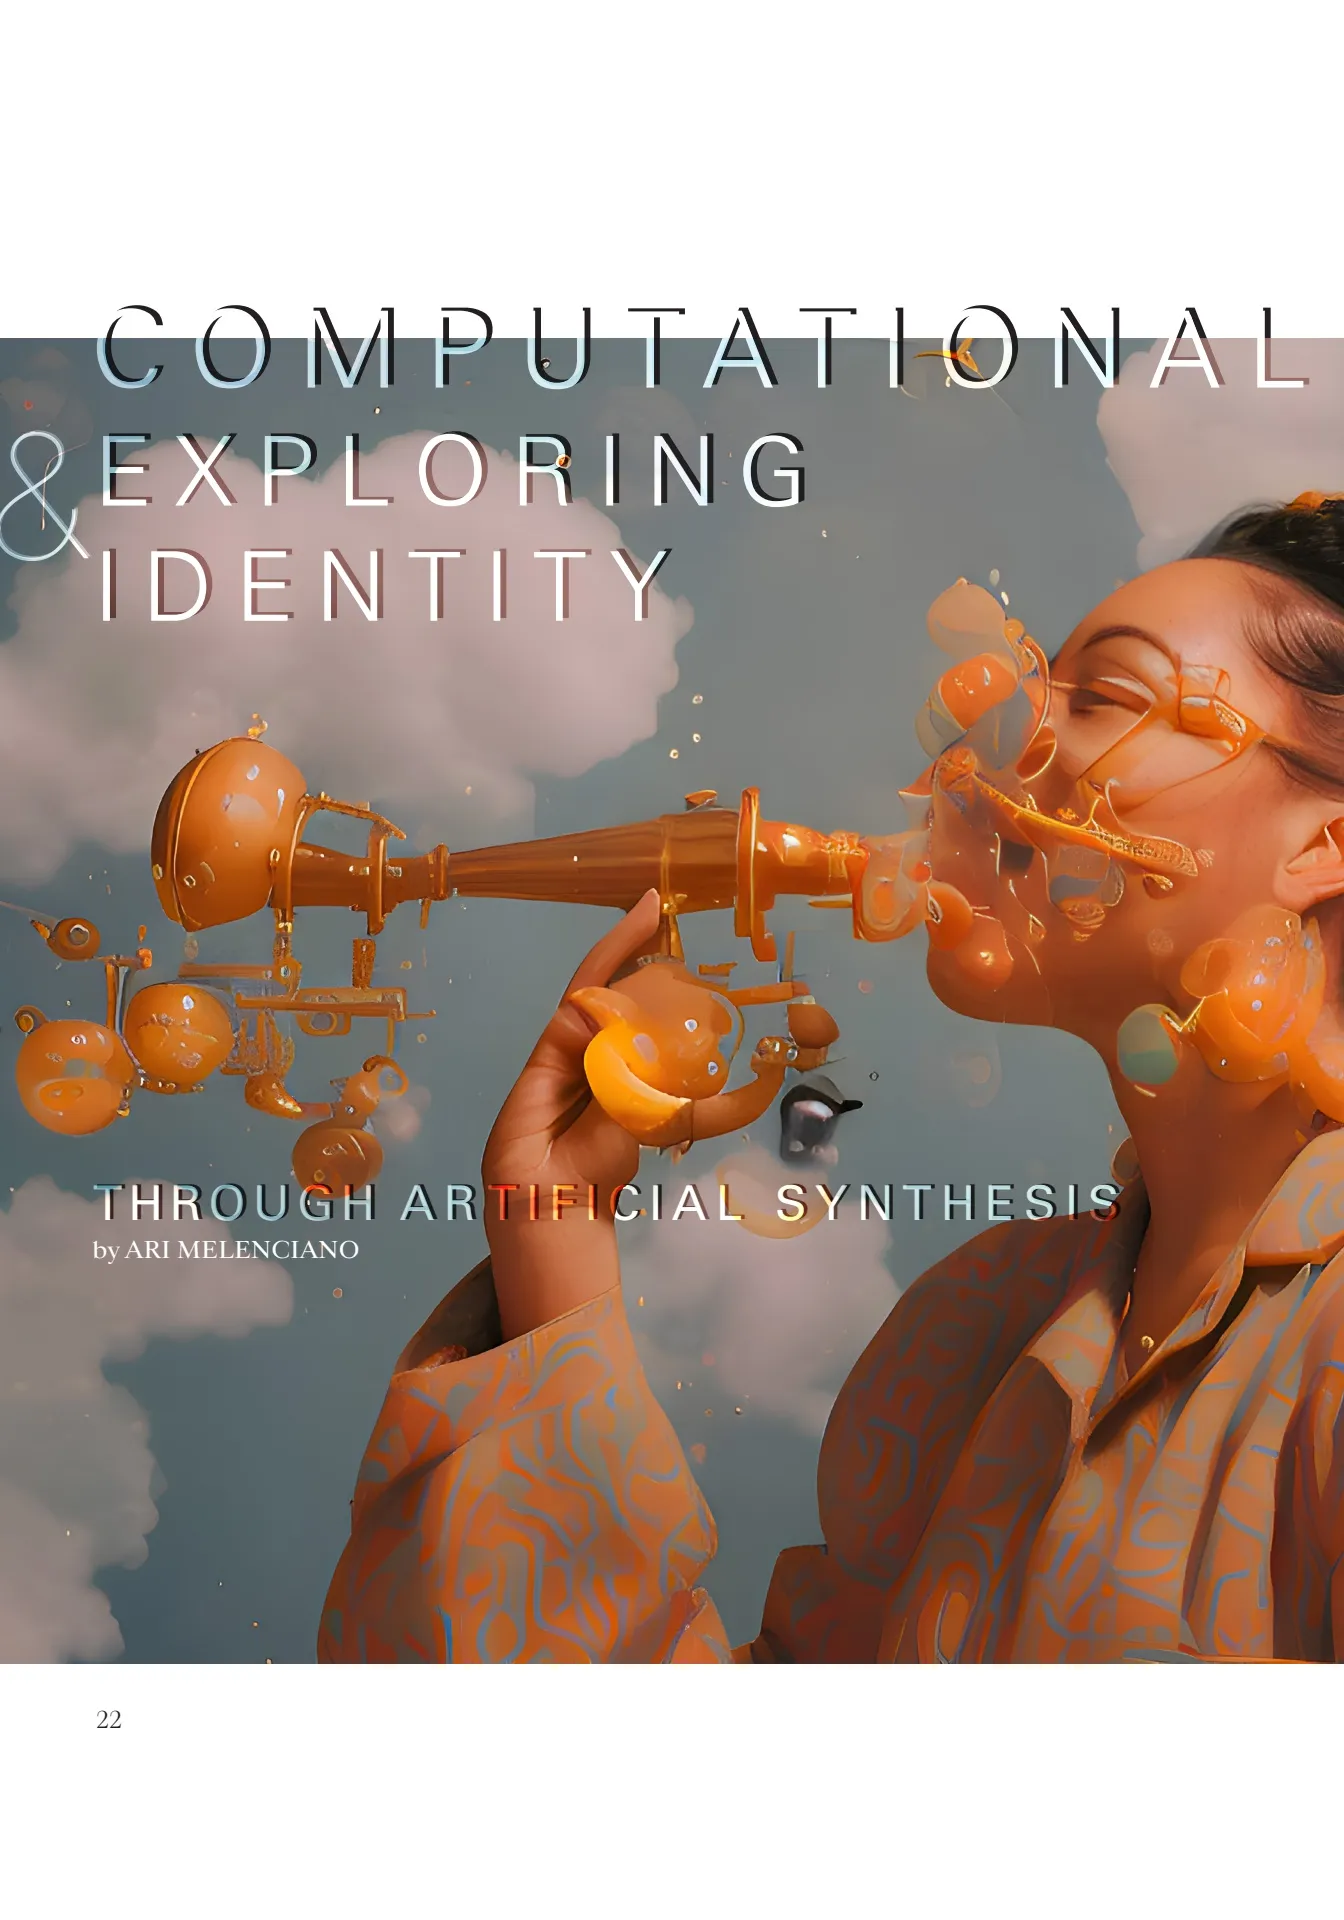 COMPUTATIONAL
& EXPLORING
IDENTITY
THROUGH ARTIFICIAL SYNTHESIS
by ARI MELENCIANO
22